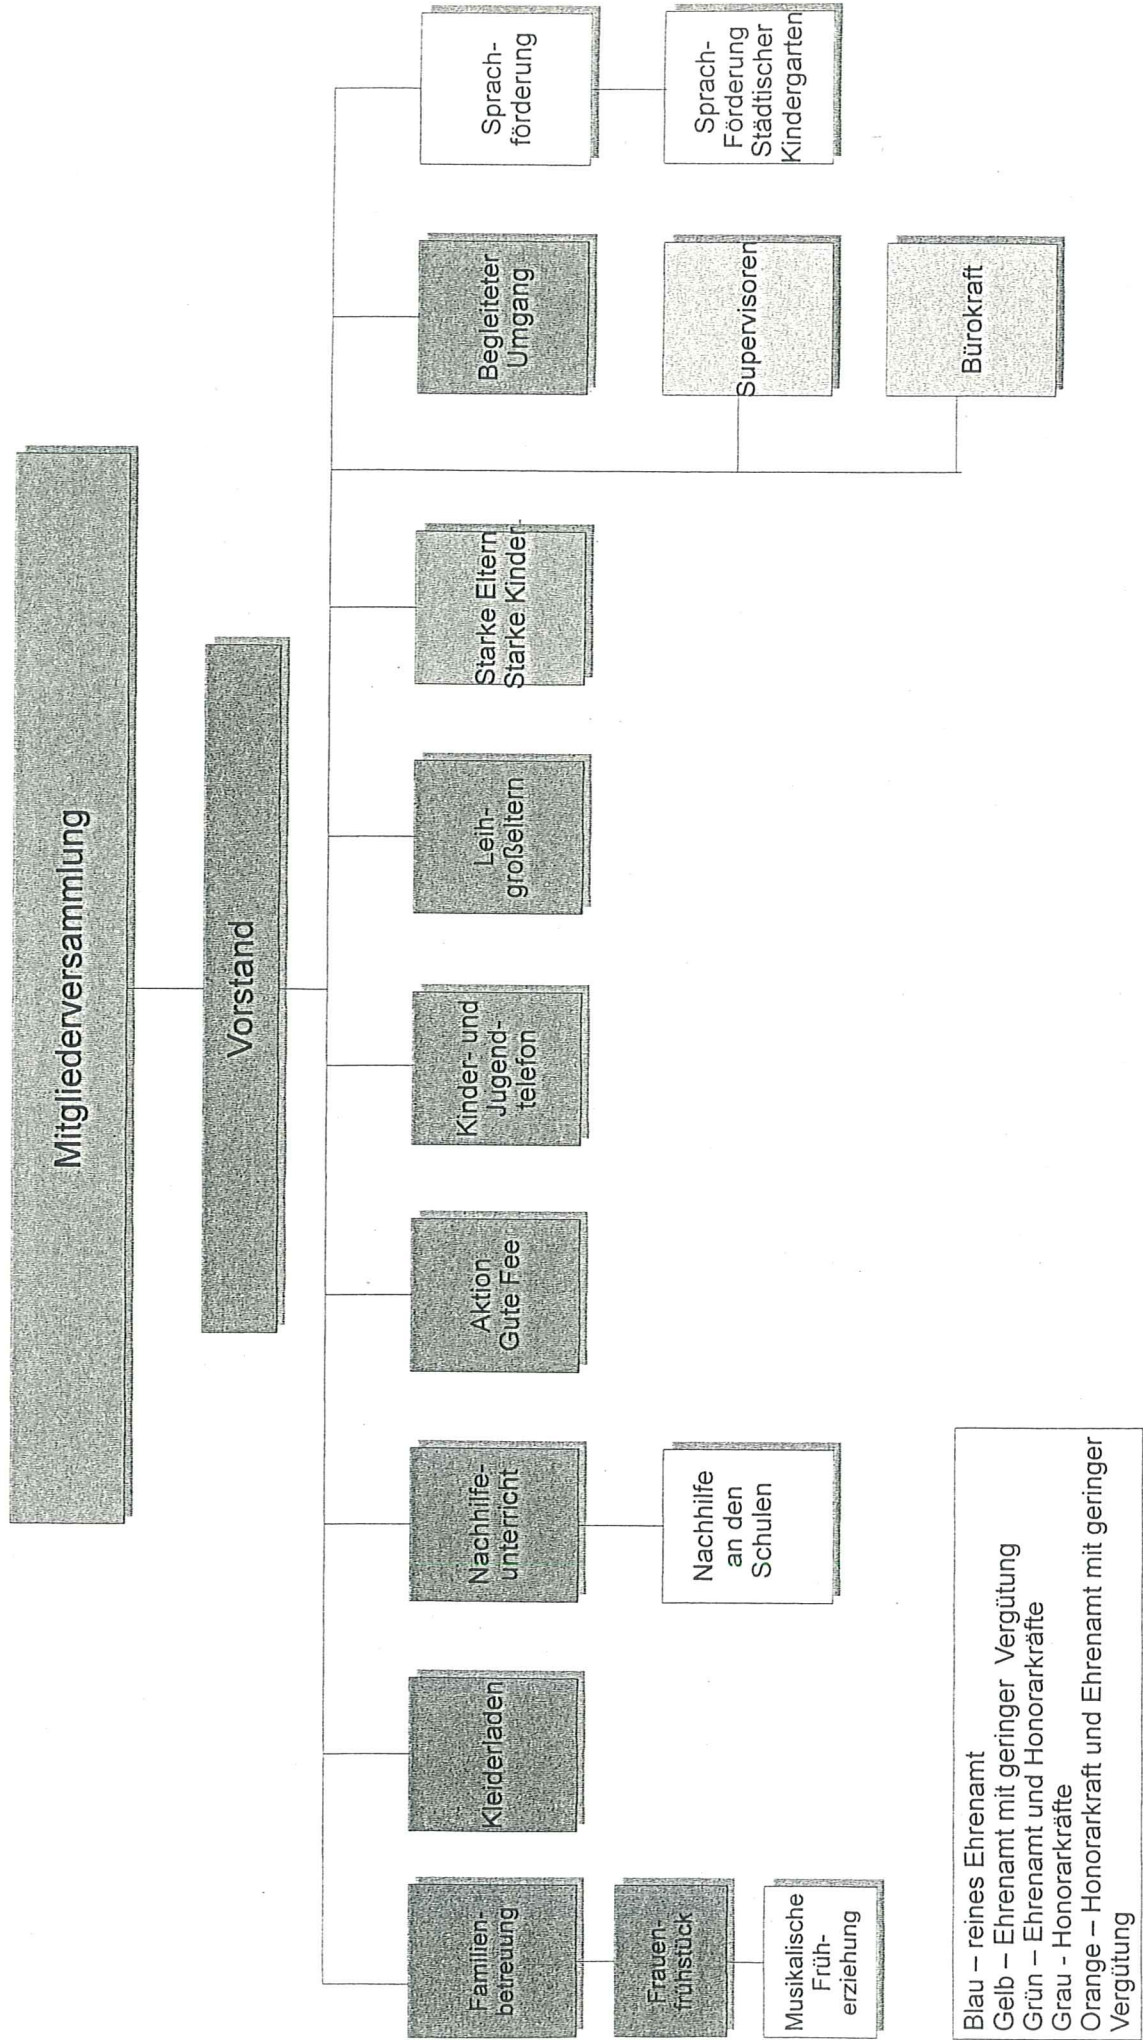 Mitgliederversammlung
Vorstand
Familien-
betreuung
Kleiderladen
Nachhilfe-
unterricht
Aktion
Gute Fee
Kinder- und
Jugend-
telefon
Leih-
großeltern
Starke Eltern
Starke Kinder
Begleiteter
Umgang
Sprach-
förderung
Frauen-
frühstück
Musikalische
Früh-
erziehung
Nachhilfe
an den
Schulen
Supervisoren
Bürokraft
Sprach-
Förderung
Städtischer
Kindergarten
Blau – reines Ehrenamt
Gelb – Ehrenamt mit geringer Vergütung
Grün – Ehrenamt und Honorarkräfte
Grau - Honorarkräfte
Orange – Honorarkraft und Ehrenamt mit geringer
Vergütung